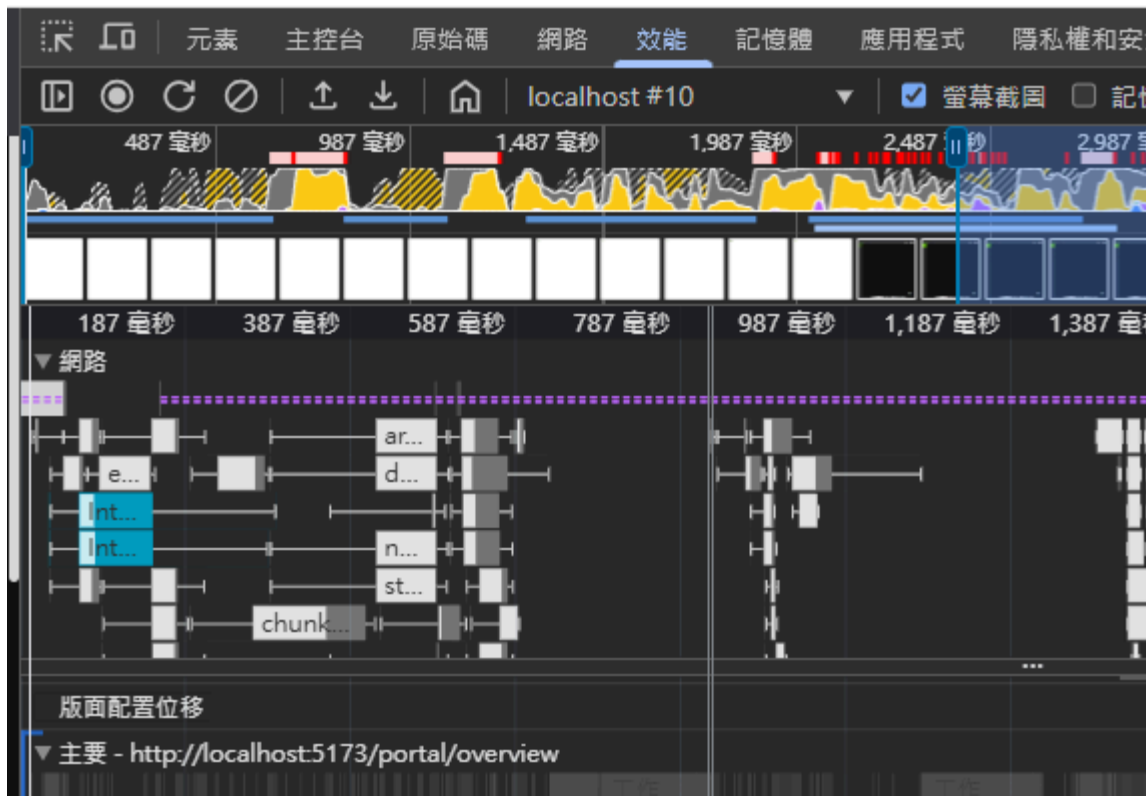 元素 主控台 原始碼 網路 效能 記憶體 應用程式 隱私權和安
localhost #10 螢幕截圖
487 毫秒 987 毫秒 1,487 毫秒 1,987 毫秒 2,487 2,987
187 毫秒 387 毫秒 587 毫秒 787 毫秒 987 毫秒 1,187 毫秒 1,387 毫
網路
ar...
e... d...
Int...
Int... n...
st...
chunk...
版面配置位移
主要 - http://localhost:5173/portal/overview
工作 工作